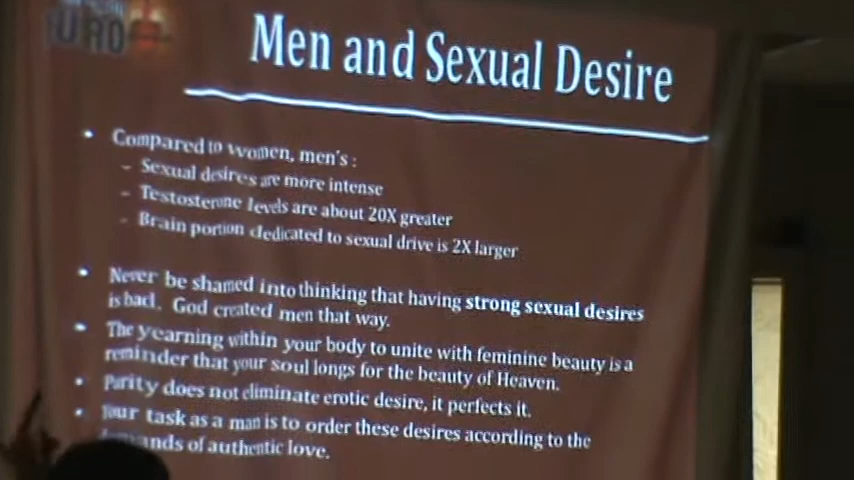 URO
Men and Sexual Desire
• Compared to women, men's :
– Sexual desires are more intense
– Testosterone levels are about 20X greater
– Brain portion dedicated to sexual drive is 2X larger
• Never be shamed into thinking that having strong sexual desires
is bad. God created men that way.
• The yearning within your body to unite with feminine beauty is a
reminder that your soul longs for the beauty of Heaven.
• Purity does not eliminate erotic desire, it perfects it.
• Your task as a man is to order these desires according to the
demands of authentic love.